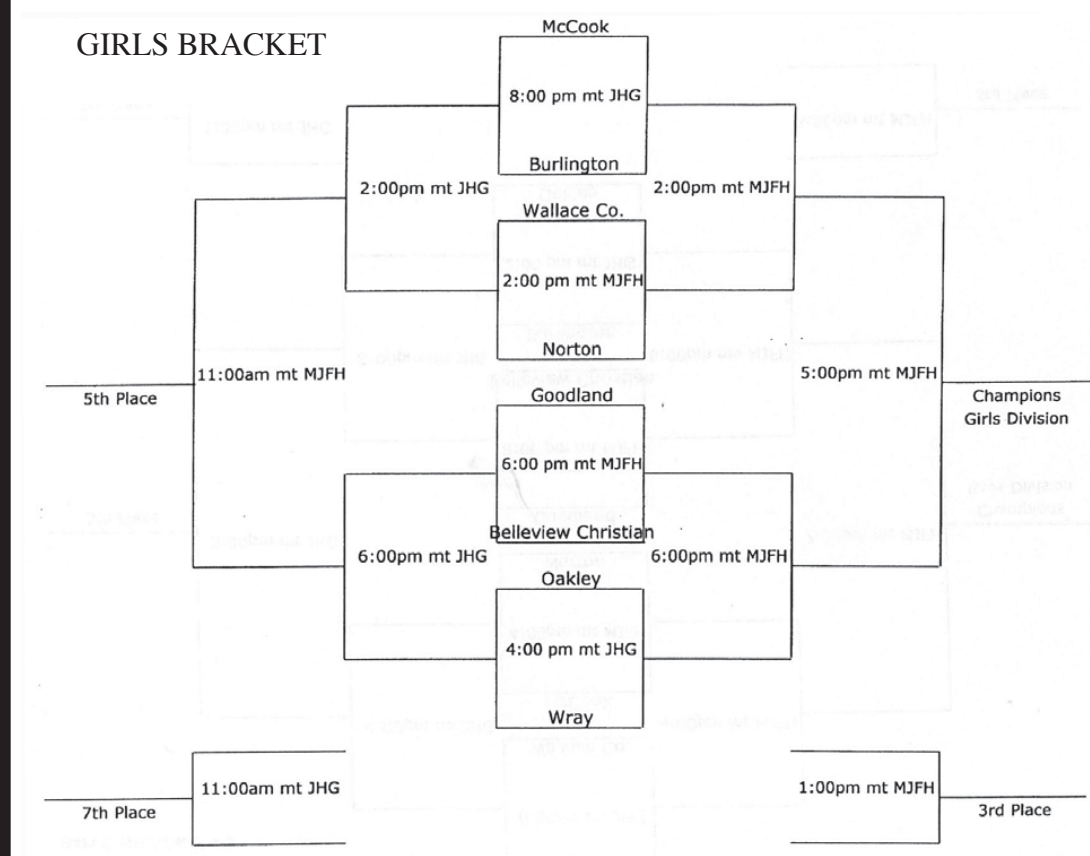 GIRLS BRACKET
McCook
8:00 pm mt JHG
Burlington
2:00pm mt JHG
2:00pm mt MJFH
Wallace Co.
2:00 pm mt MJFH
Norton
11:00am mt MJFH
5:00pm mt MJFH
5th Place
Goodland
Champions
Girls Division
6:00 pm mt MJFH
Belleview Christian
6:00pm mt JHG
6:00pm mt MJFH
Oakley
4:00 pm mt JHG
Wray
11:00am mt JHG
1:00pm mt MJFH
7th Place
3rd Place